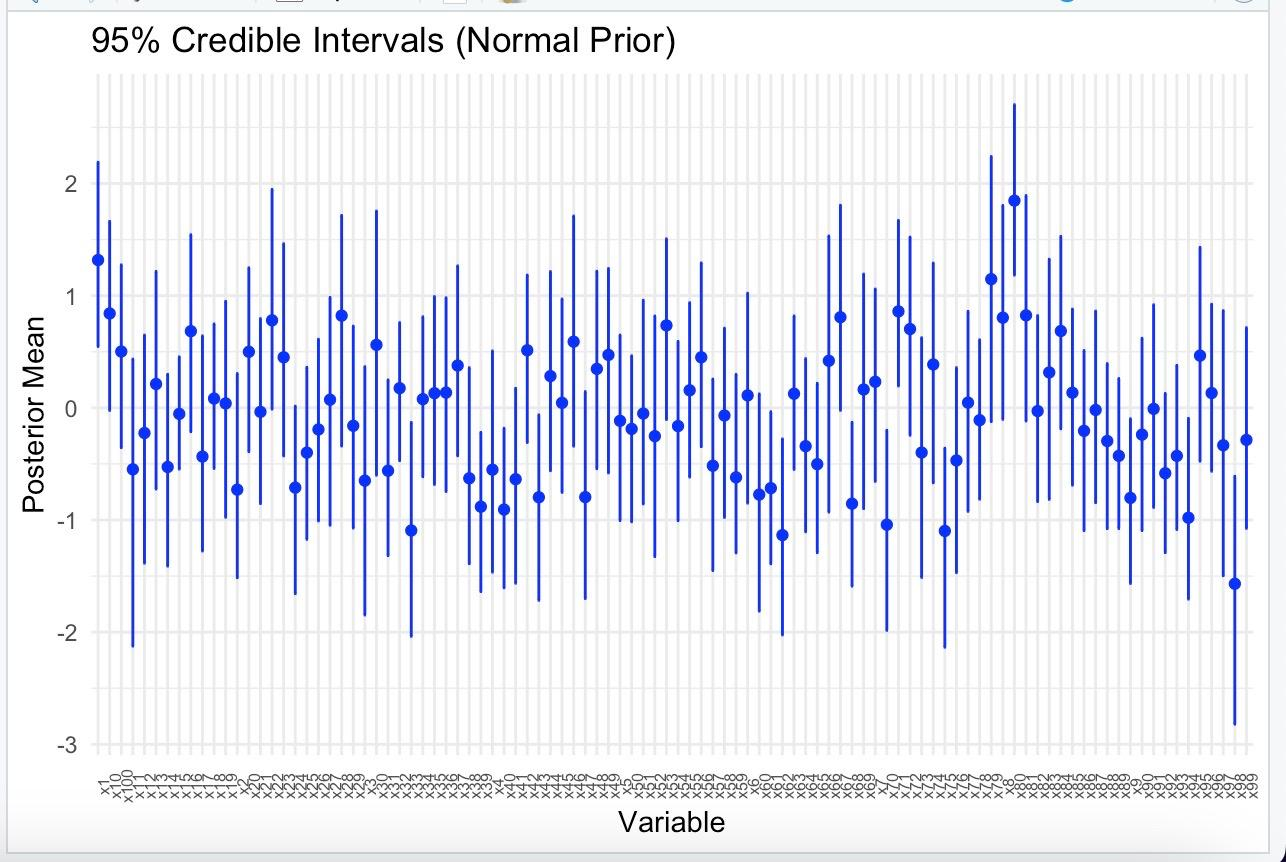 95% Credible Intervals (Normal Prior)
Posterior Mean
2
1
0
-1
-2
-3
x1 x10 x100 x11 x12 x13 x14 x15 x16 x17 x18 x19 x2 x20 x21 x22 x23 x24 x25 x26 x27 x28 x29 x3 x30 x31 x32 x33 x34 x35 x36 x37 x38 x39 x4 x40 x41 x42 x43 x44 x45 x46 x47 x48 x49 x5 x50 x51 x52 x53 x54 x55 x56 x57 x58 x59 x6 x60 x61 x62 x63 x64 x65 x66 x67 x68 x69 x7 x70 x71 x72 x73 x74 x75 x76 x77 x78 x79 x8 x80 x81 x82 x83 x84 x85 x86 x87 x88 x89 x9 x90 x91 x92 x93 x94 x95 x96 x97 x98 x99
Variable